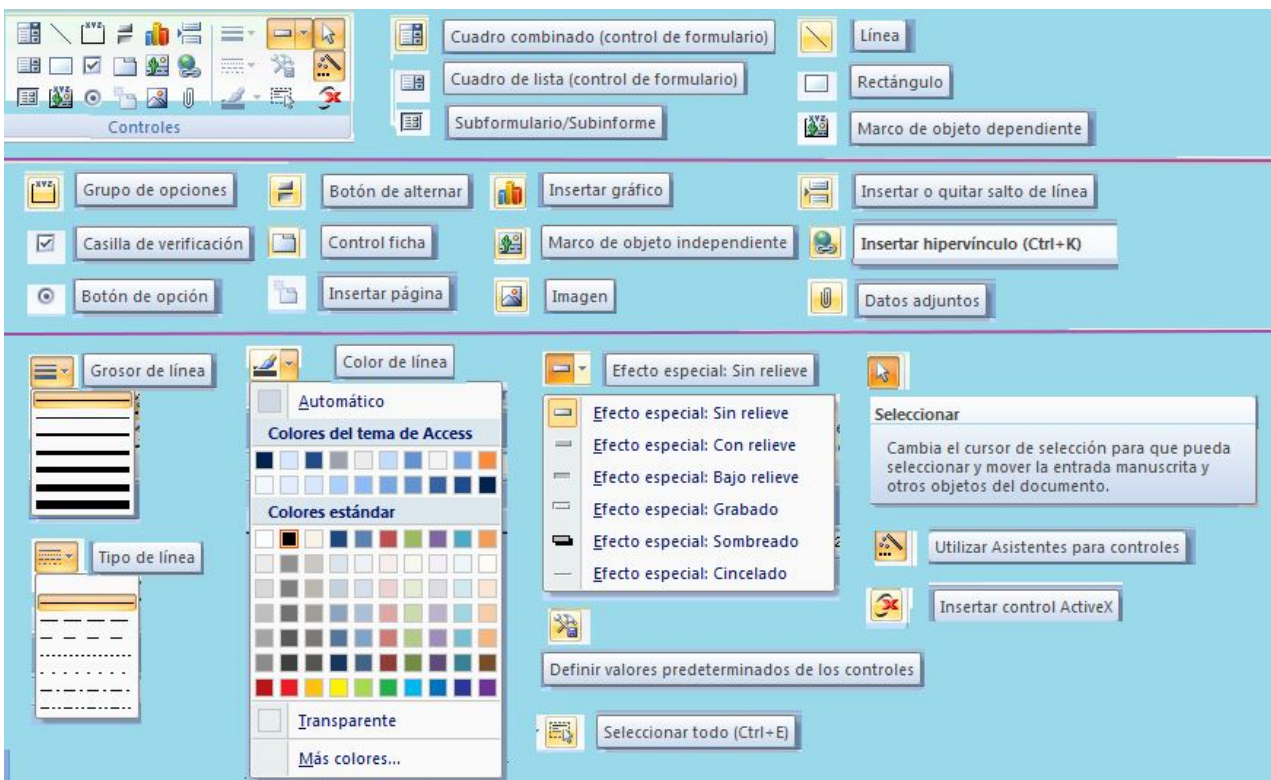 Controles
Cuadro combinado (control de formulario)
Cuadro de lista (control de formulario)
Subformulario/Subinforme
Línea
Rectángulo
Marco de objeto dependiente
Grupo de opciones
Casilla de verificación
Botón de opción
Botón de alternar
Control ficha
Insertar página
Insertar gráfico
Marco de objeto independiente
Imagen
Insertar o quitar salto de línea
Insertar hipervínculo (Ctrl+K)
Datos adjuntos
Grosor de línea
Tipo de línea
Color de línea
Automático
Colores del tema de Access
Colores estándar
Transparente
Más colores...
Efecto especial: Sin relieve
Efecto especial: Sin relieve
Efecto especial: Con relieve
Efecto especial: Bajo relieve
Efecto especial: Grabado
Efecto especial: Sombreado
Efecto especial: Cincelado
Definir valores predeterminados de los controles
Seleccionar todo (Ctrl+E)
Seleccionar
Cambia el cursor de selección para que pueda
seleccionar y mover la entrada manuscrita y
otros objetos del documento.
Utilizar Asistentes para controles
Insertar control ActiveX